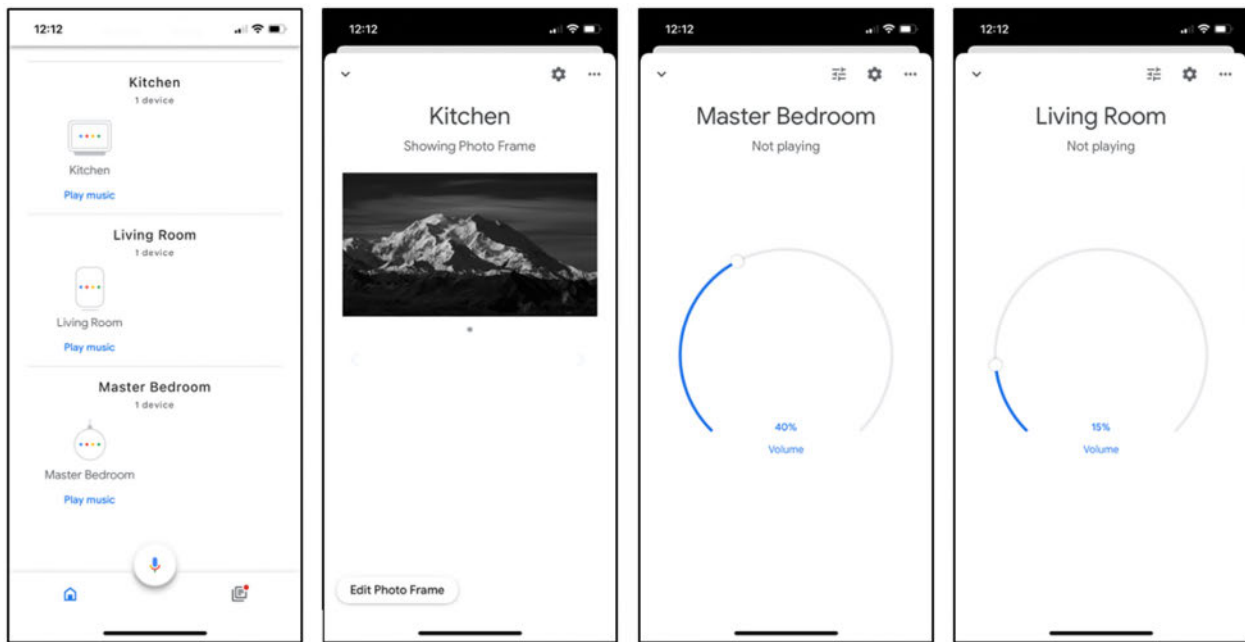 12:12
Kitchen
1 device
Kitchen
Play music
Living Room
1 device
Living Room
Play music
Master Bedroom
1 device
Master Bedroom
Play music
12:12
Kitchen
Showing Photo Frame
Edit Photo Frame
12:12
Master Bedroom
Not playing
40%
Volume
12:12
Living Room
Not playing
15%
Volume